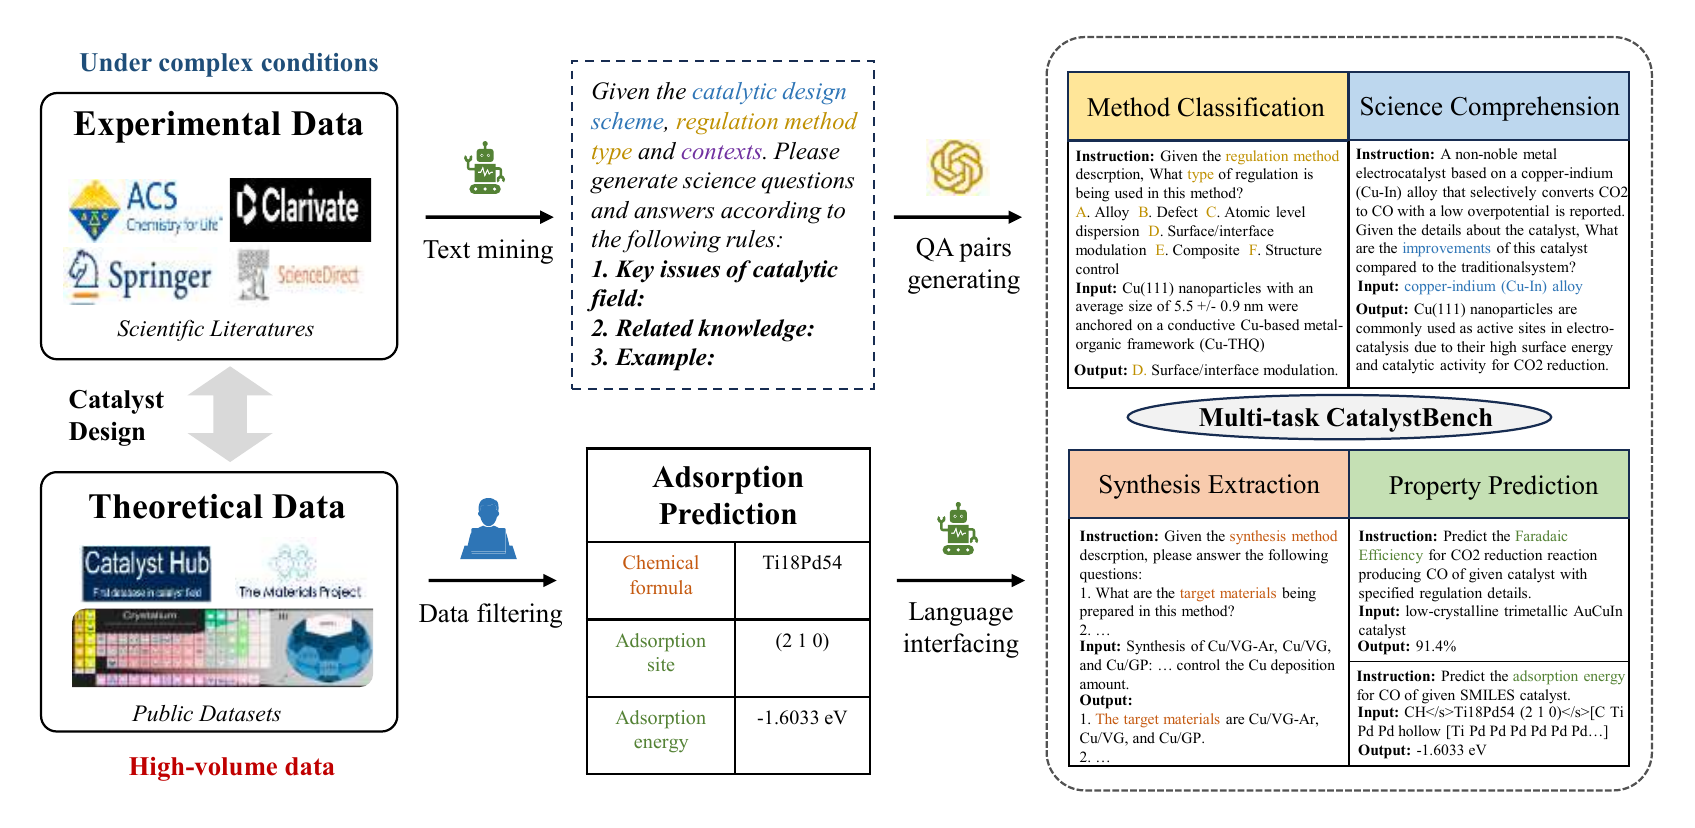 Under complex conditions
Experimental Data
ACS
Chemistry for Life
Clarivate
Springer
ScienceDirect
Scientific Literatures
Catalyst
Design
Theoretical Data
Catalyst Hub
First database in catalyst field
The Materials Project
Crystalium
Public Datasets
High-volume data
Text mining
Given the catalytic design
scheme, regulation method
type and contexts. Please
generate science questions
and answers according to
the following rules:
1. Key issues of catalytic
field:
2. Related knowledge:
3. Example:
QA pairs
generating
Data filtering
Adsorption
Prediction
Chemical
formula
Ti18Pd54
Adsorption
site
(2 1 0)
Adsorption
energy
-1.6033 eV
Language
interfacing
Method Classification
Instruction: Given the regulation method
descrption, What type of regulation is
being used in this method?
A. Alloy B. Defect C. Atomic level
dispersion D. Surface/interface
modulation E. Composite F. Structure
control
Input: Cu(111) nanoparticles with an
average size of 5.5 +/- 0.9 nm were
anchored on a conductive Cu-based metal-
organic framework (Cu-THQ)
Output: D. Surface/interface modulation.
Science Comprehension
Instruction: A non-noble metal
electrocatalyst based on a copper-indium
(Cu-In) alloy that selectively converts CO2
to CO with a low overpotential is reported.
Given the details about the catalyst, What
are the improvements of this catalyst
compared to the traditionalsystem?
Input: copper-indium (Cu-In) alloy
Output: Cu(111) nanoparticles are
commonly used as active sites in electro-
catalysis due to their high surface energy
and catalytic activity for CO2 reduction.
Multi-task CatalystBench
Synthesis Extraction
Instruction: Given the synthesis method
descrption, please answer the following
questions:
1. What are the target materials being
prepared in this method?
2. …
Input: Synthesis of Cu/VG-Ar, Cu/VG,
and Cu/GP: … control the Cu deposition
amount.
Output:
1. The target materials are Cu/VG-Ar,
Cu/VG, and Cu/GP.
2. …
Property Prediction
Instruction: Predict the Faradaic
Efficiency for CO2 reduction reaction
producing CO of given catalyst with
specified regulation details.
Input: low-crystalline trimetallic AuCuIn
catalyst
Output: 91.4%
Instruction: Predict the adsorption energy
for CO of given SMILES catalyst.
Input: CH</s>Ti18Pd54 (2 1 0)</s>[C Ti
Pd Pd hollow [Ti Pd Pd Pd Pd Pd Pd…]
Output: -1.6033 eV